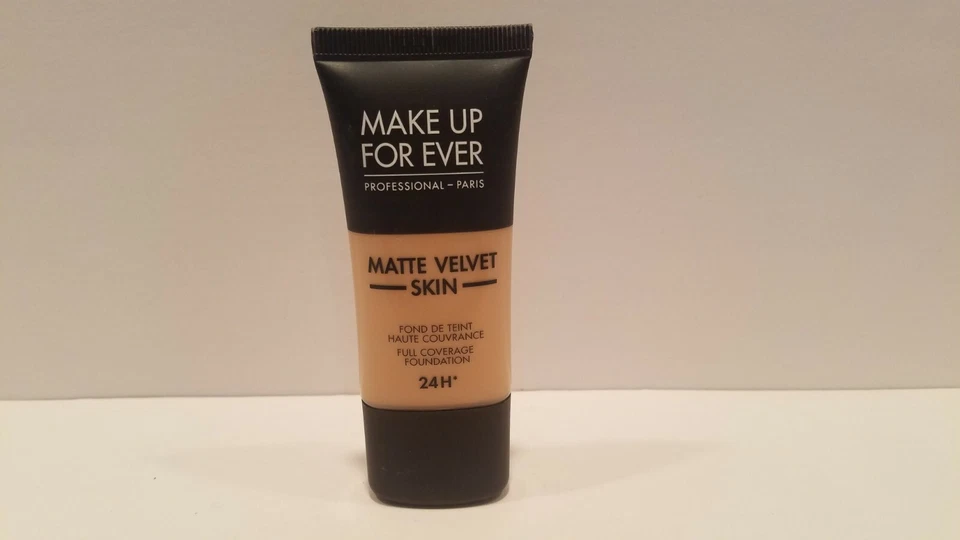 MAKE UP
FOR EVER
PROFESSIONAL – PARIS
MATTE VELVET
SKIN
FOND DE TEINT
HAUTE COUVRANCE
FULL COVERAGE
FOUNDATION
24H*